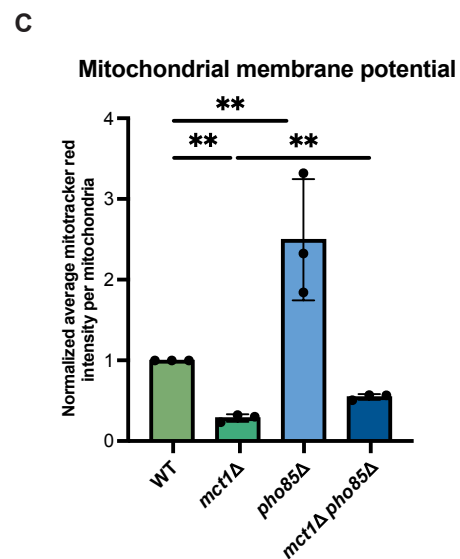 C
Mitochondrial membrane potential
Normalized average mitotracker red
intensity per mitochondria
4
3
2
1
0
**
**
**
WT
mct1Δ
pho85Δ
mct1Δ pho85Δ